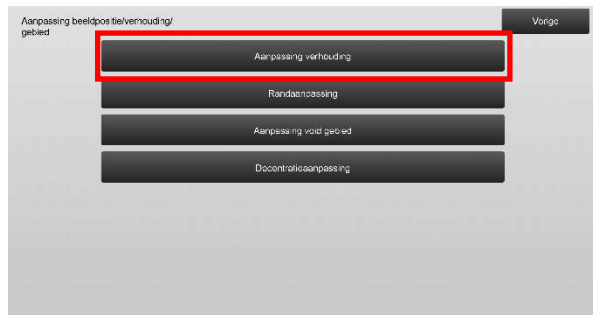 Aanpassing beeldpositie/verhouding/
gebied
Vorige
Aanpassing verhouding
Randaanpassing
Aanpassing void gebied
Decentratieaanpassing